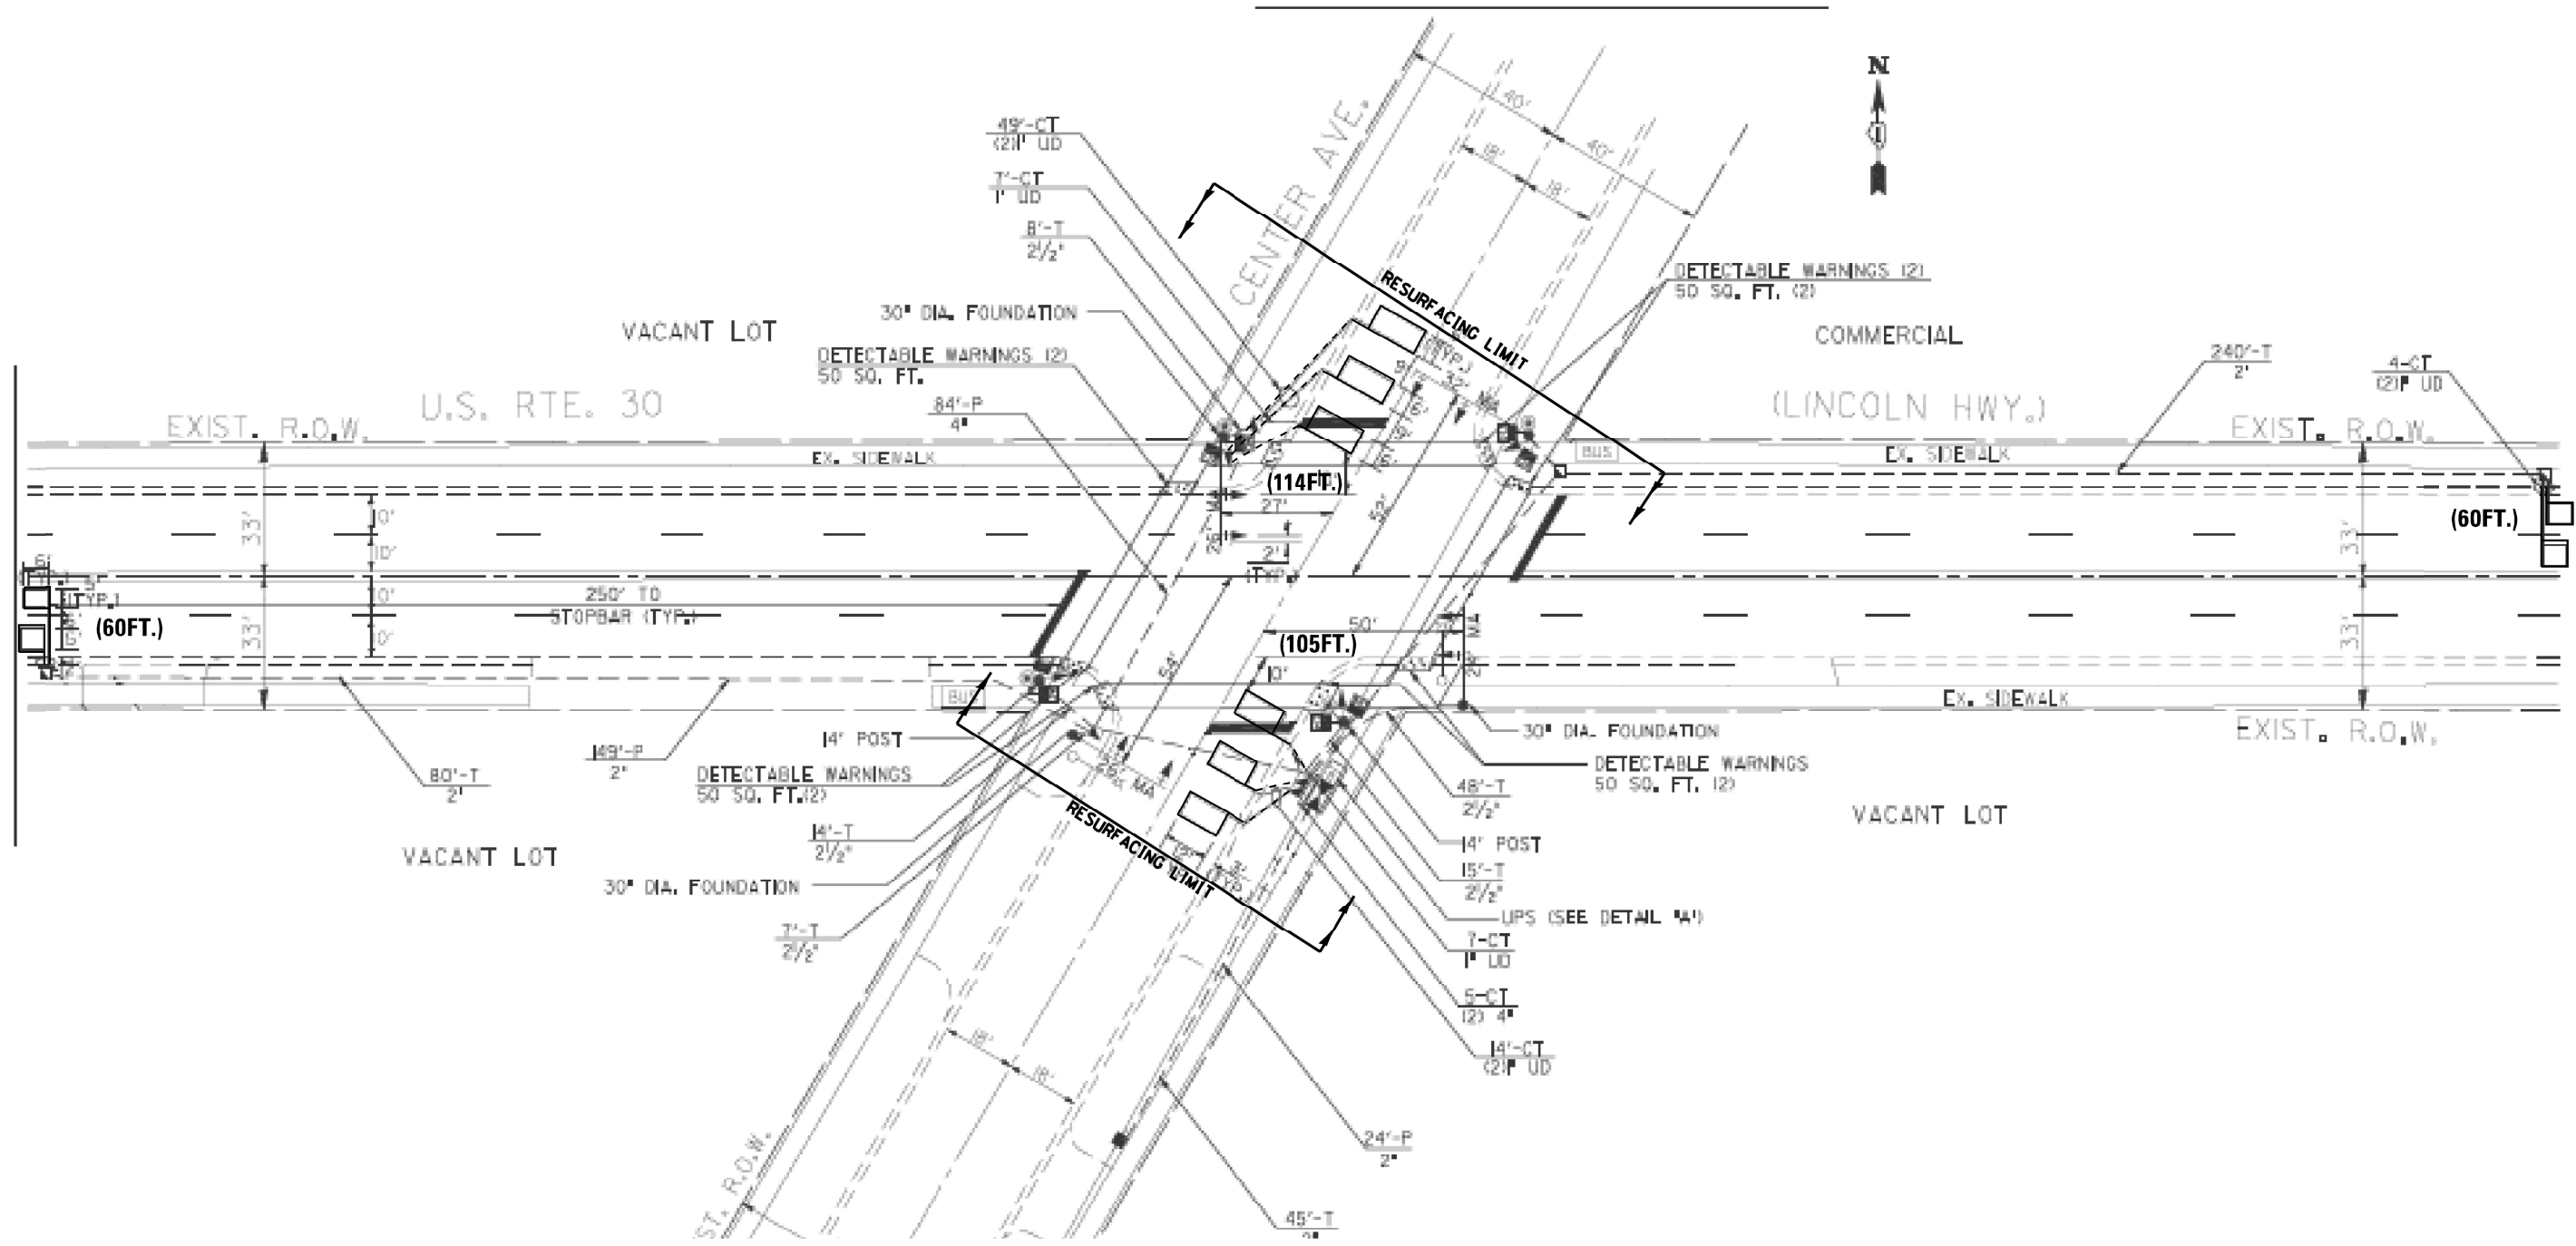 N
49'-CT
(2)1" UD
7'-CT
1" UD
8'-T
2 1/2"
30" DIA. FOUNDATION
DETECTABLE WARNINGS (2)
50 SQ. FT.
84'-P
4"
CENTER AVE.
40'
40'
18'
18'
RESURFACING LIMIT
DETECTABLE WARNINGS (2)
50 SQ. FT. (2)
COMMERCIAL
240'-T
2"
4-CT
(2)1" UD
VACANT LOT
U.S. RTE. 30
EXIST. R.O.W.
EX. SIDEWALK
(LINCOLN HWY.)
EXIST. R.O.W.
BUS
EX. SIDEWALK
(114FT.)
27'
52'
2'
(TYP.)
MA
(60FT.)
33'
33'
10'
10'
10'
10'
6'
(TYP.)
250' TO
STOPBAR (TYP.)
(60FT.)
33'
33'
50'
(105FT.)
10'
54'
MA
BUS
EX. SIDEWALK
EXIST. R.O.W.
14' POST
149'-P
2"
80'-T
2"
DETECTABLE WARNINGS
50 SQ. FT.(2)
MA
RESURFACING LIMIT
30" DIA. FOUNDATION
DETECTABLE WARNINGS
50 SQ. FT. (2)
48'-T
2 1/2"
14' POST
15'-T
2 1/2"
UPS (SEE DETAIL "A")
7-CT
1" UD
5-CT
(2) 4"
14'-CT
(2)1" UD
VACANT LOT
VACANT LOT
14'-T
2 1/2"
30" DIA. FOUNDATION
7'-T
2 1/2"
18'
18'
24'-P
2"
45'-T
ST. R.O.W.